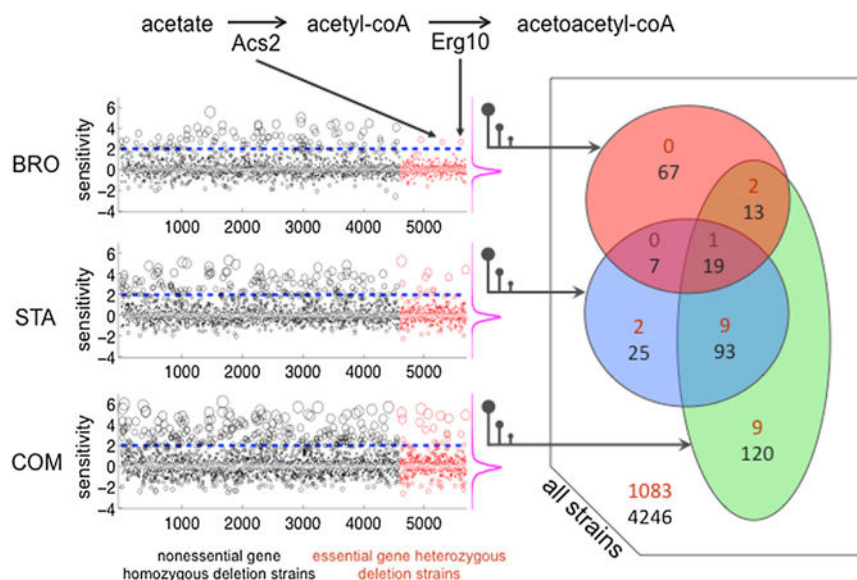 acetate acetyl-coA acetoacetyl-coA
Acs2 Erg10
BRO
sensitivity
6
4
2
0
−2
−4
1000 2000 3000 4000 5000
STA
sensitivity
6
4
2
0
−2
−4
1000 2000 3000 4000 5000
COM
sensitivity
6
4
2
0
−2
−4
1000 2000 3000 4000 5000
nonessential gene
homozygous deletion strains
essential gene heterozygous
deletion strains
0
67
2
13
0
7
1
19
2
25
9
93
9
120
1083
4246
all strains